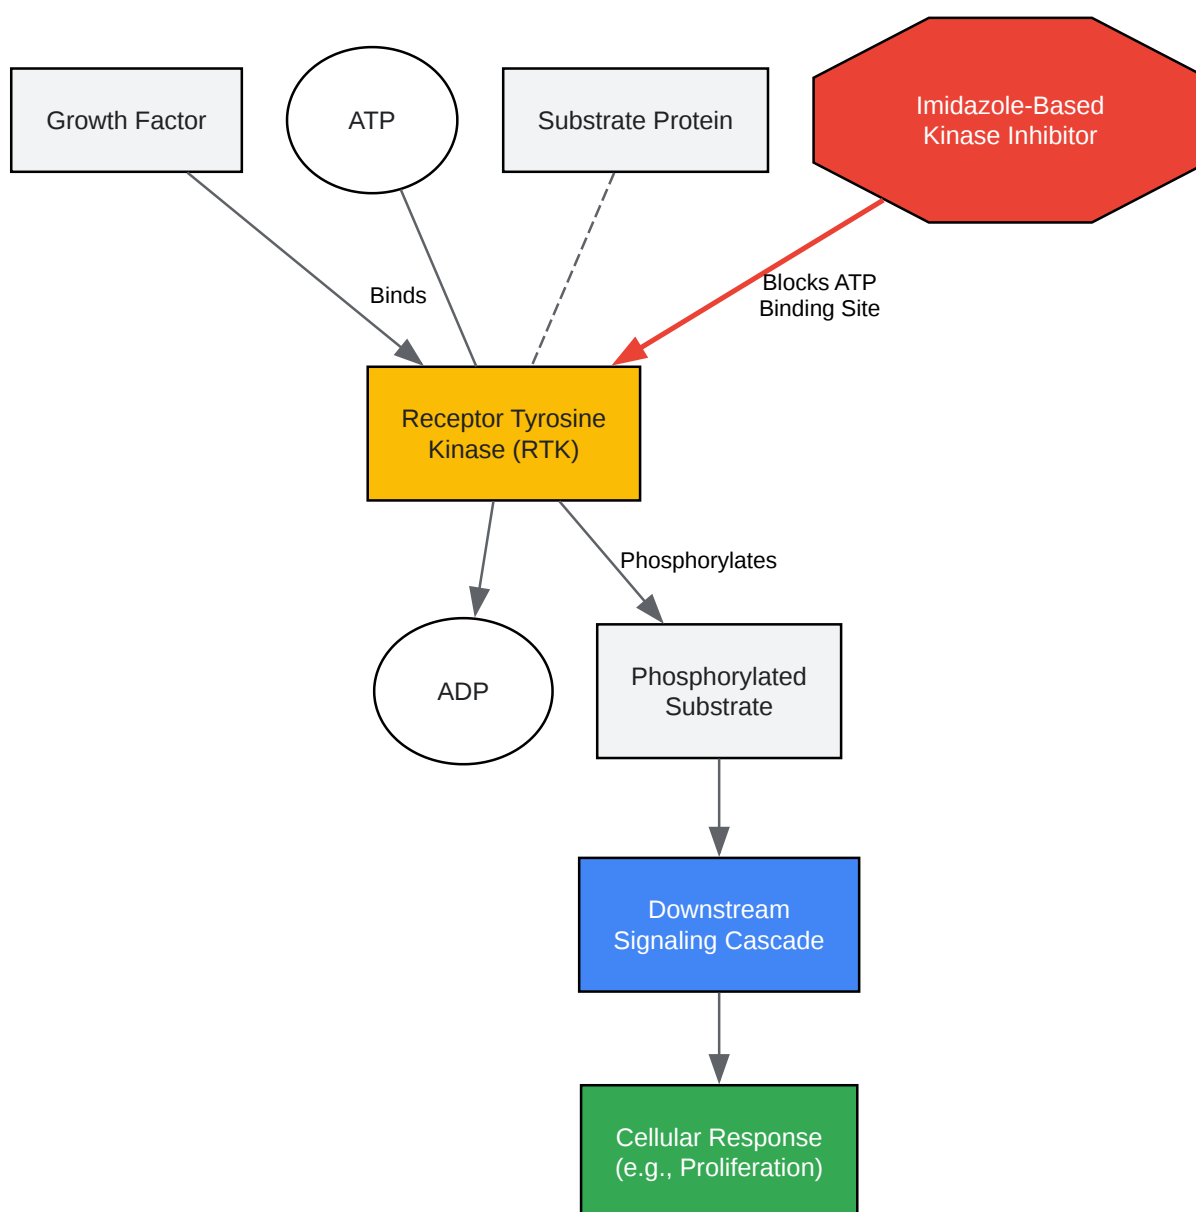 Growth Factor
ATP
Substrate Protein
Imidazole-Based
Kinase Inhibitor
Binds
Blocks ATP
Binding Site
Receptor Tyrosine
Kinase (RTK)
Phosphorylates
ADP
Phosphorylated
Substrate
Downstream
Signaling Cascade
Cellular Response
(e.g., Proliferation)